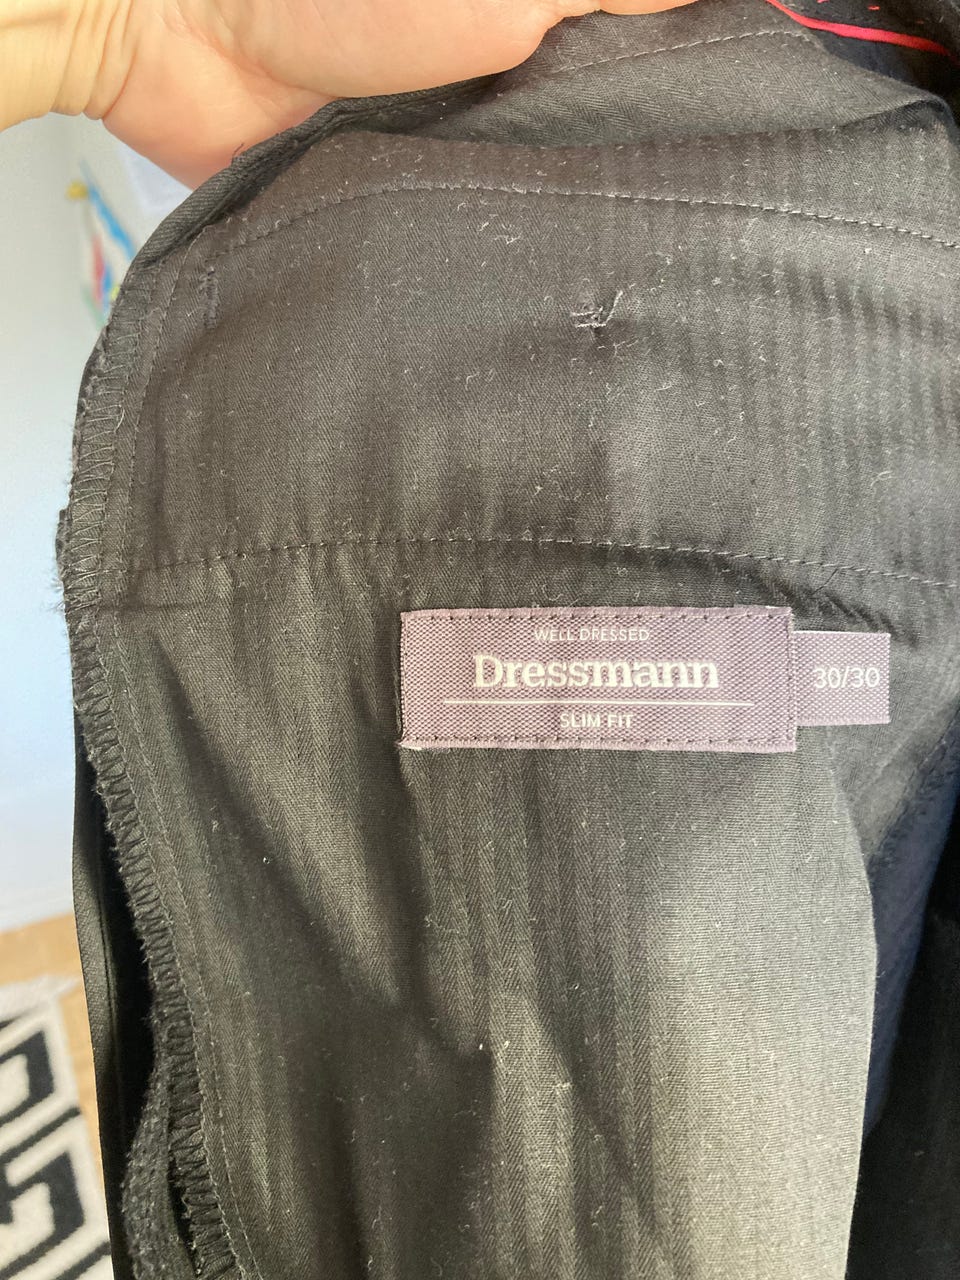 WELL DRESSED
Dressmann
SLIM FIT
30/30